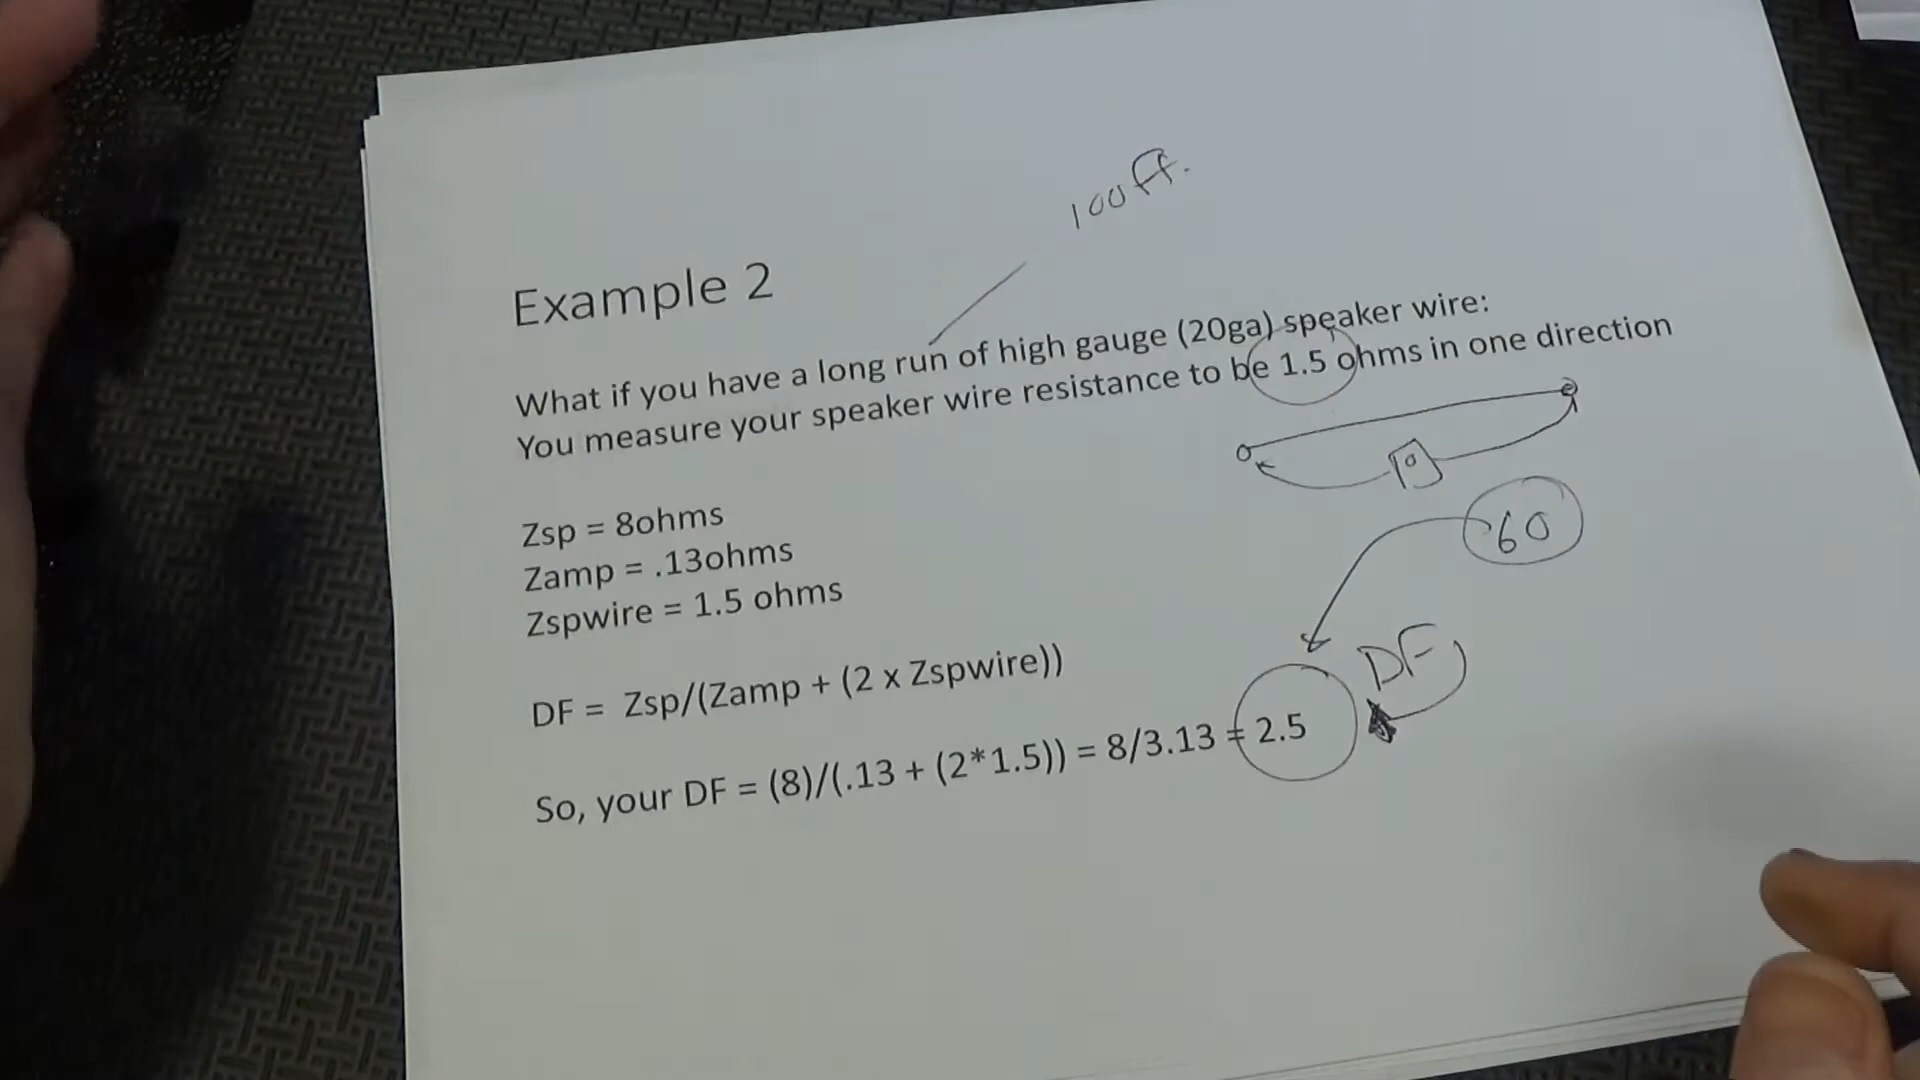 100ft.
Example 2
What if you have a long run of high gauge (20ga) speaker wire:
You measure your speaker wire resistance to be 1.5 ohms in one direction
Zsp = 8ohms
60
Zamp = .13ohms
Zspwire = 1.5 ohms
DF
DF = Zsp/(Zamp + (2 x Zspwire))
So, your DF = (8)/(.13 + (2*1.5)) = 8/3.13 = 2.5